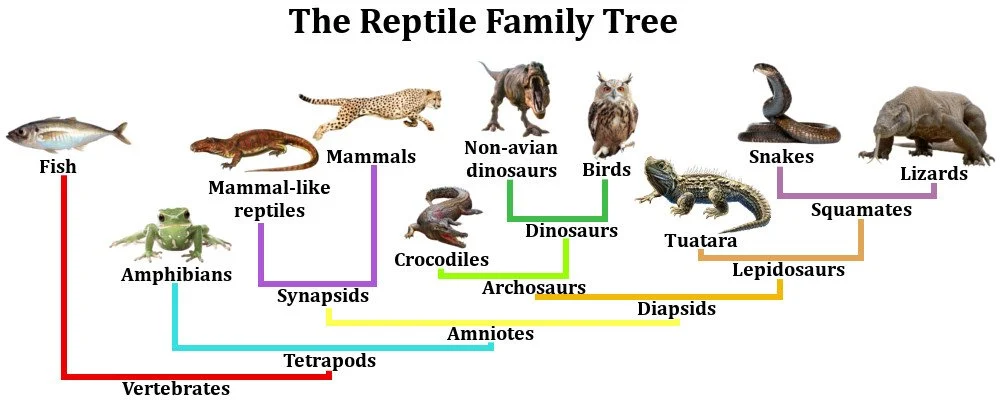 The Reptile Family Tree
Fish
Mammal-like
reptiles
Mammals
Non-avian
dinosaurs
Birds
Snakes
Lizards
Amphibians
Crocodiles
Dinosaurs
Tuatara
Squamates
Synapsids
Archosaurs
Lepidosaurs
Diapsids
Amniotes
Tetrapods
Vertebrates